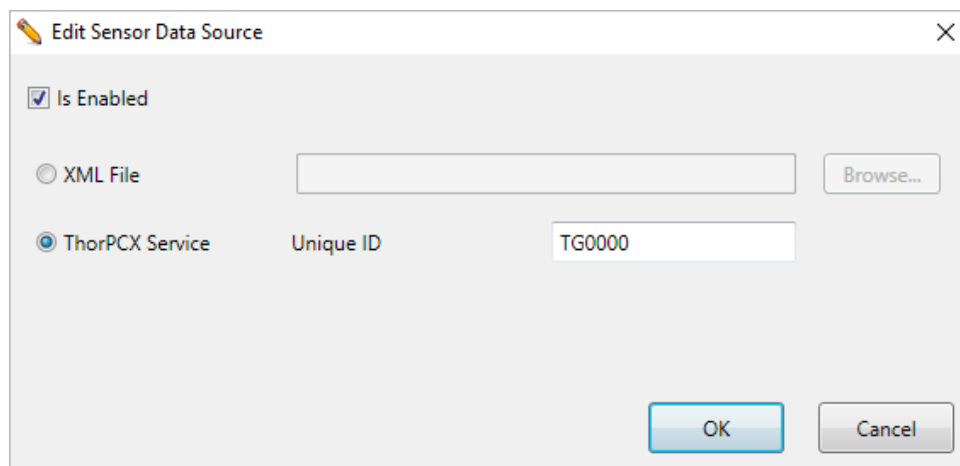 Edit Sensor Data Source
Is Enabled
XML File Browse...
ThorPCX Service Unique ID TG0000
OK Cancel